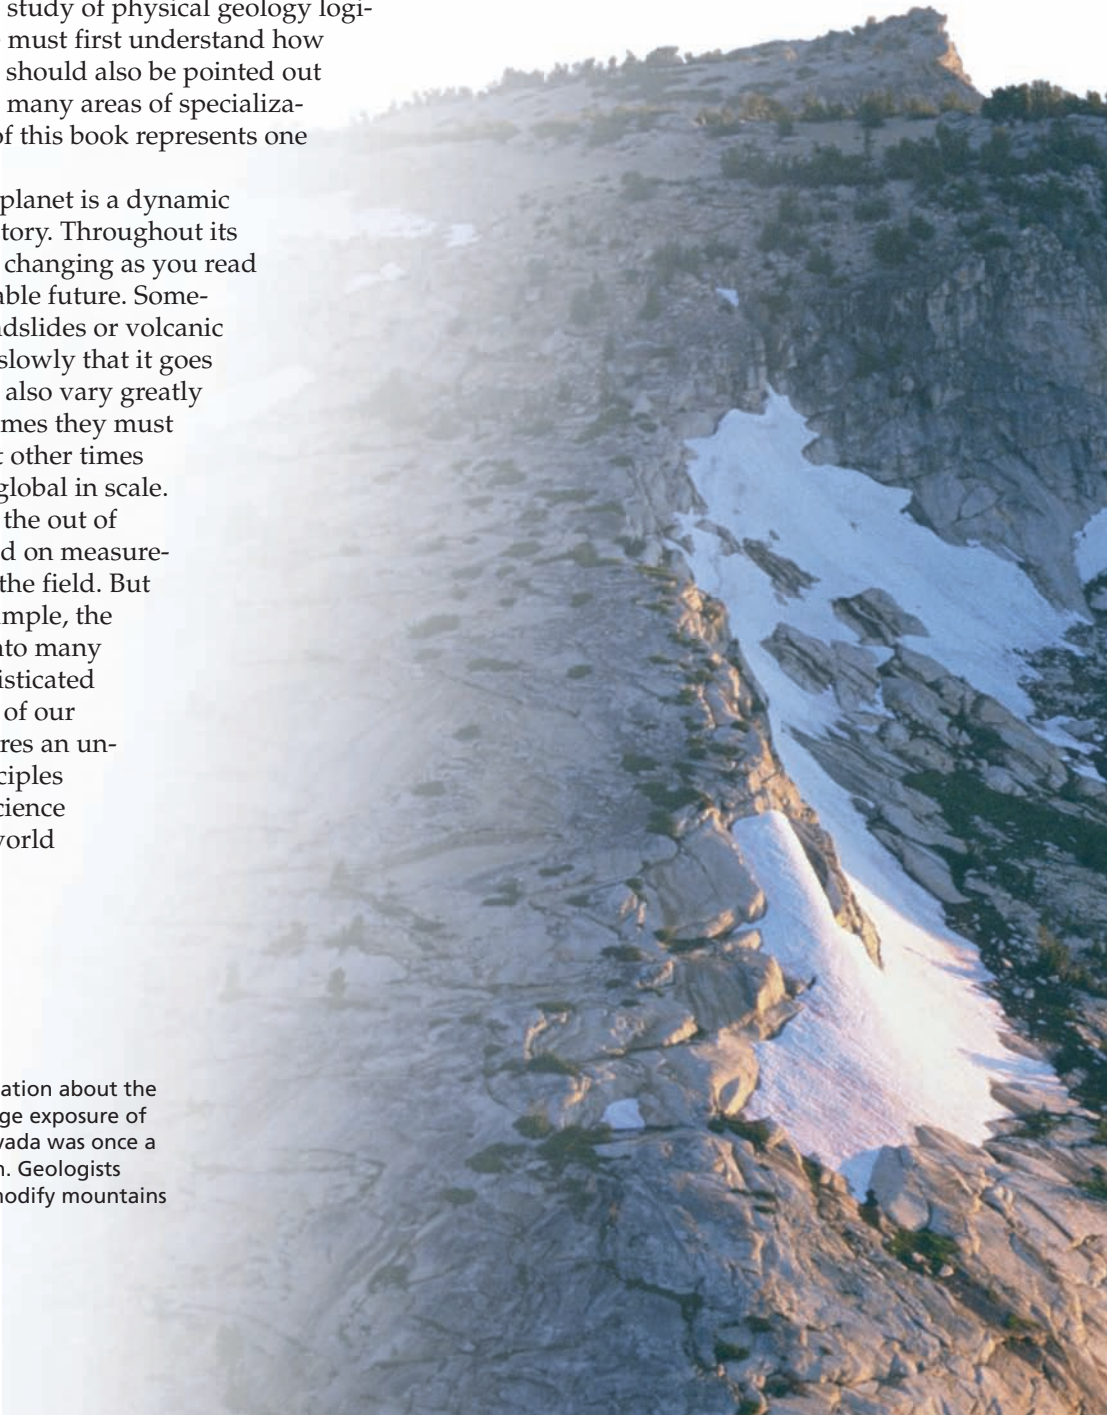 study of physical geology logi-
must first understand how
should also be pointed out
many areas of specializa-
of this book represents one
planet is a dynamic
tory. Throughout its
changing as you read
able future. Some-
dslides or volcanic
slowly that it goes
also vary greatly
mes they must
t other times
global in scale.
the out of
d on measure-
the field. But
mple, the
nto many
isticated
of our
res an un-
ciples
cience
vorld
ation about the
ge exposure of
vada was once a
n. Geologists
nodify mountains